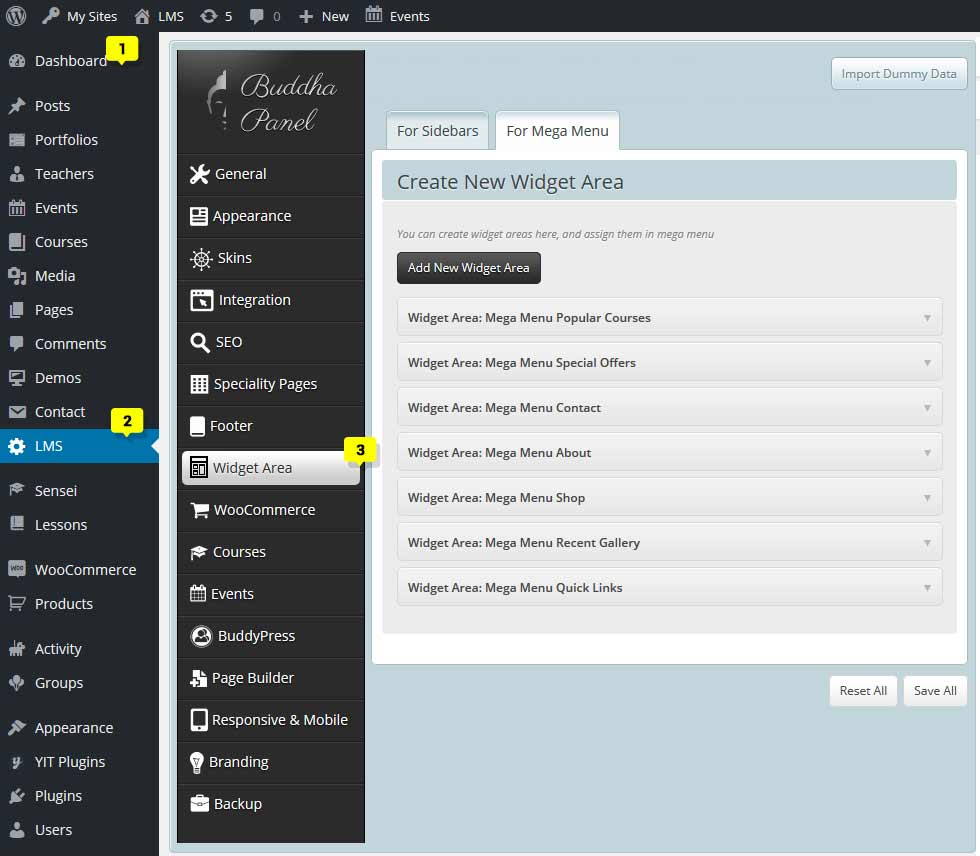 My Sites LMS 5 0 New Events
1
Dashboard
Posts
Portfolios
Teachers
Events
Courses
Media
Pages
Comments
Demos
Contact
2
LMS
Sensei
Lessons
WOO
WooCommerce
Products
Activity
Groups
Appearance
YIT Plugins
Plugins
Users
Buddha
Panel
General
Appearance
Skins
Integration
SEO
Speciality Pages
Footer
3
Widget Area
WooCommerce
Courses
Events
BuddyPress
Page Builder
Responsive & Mobile
Branding
Backup
Import Dummy Data
For Sidebars
For Mega Menu
Create New Widget Area
You can create widget areas here, and assign them in mega menu
Add New Widget Area
Widget Area: Mega Menu Popular Courses
Widget Area: Mega Menu Special Offers
Widget Area: Mega Menu Contact
Widget Area: Mega Menu About
Widget Area: Mega Menu Shop
Widget Area: Mega Menu Recent Gallery
Widget Area: Mega Menu Quick Links
Reset All
Save All